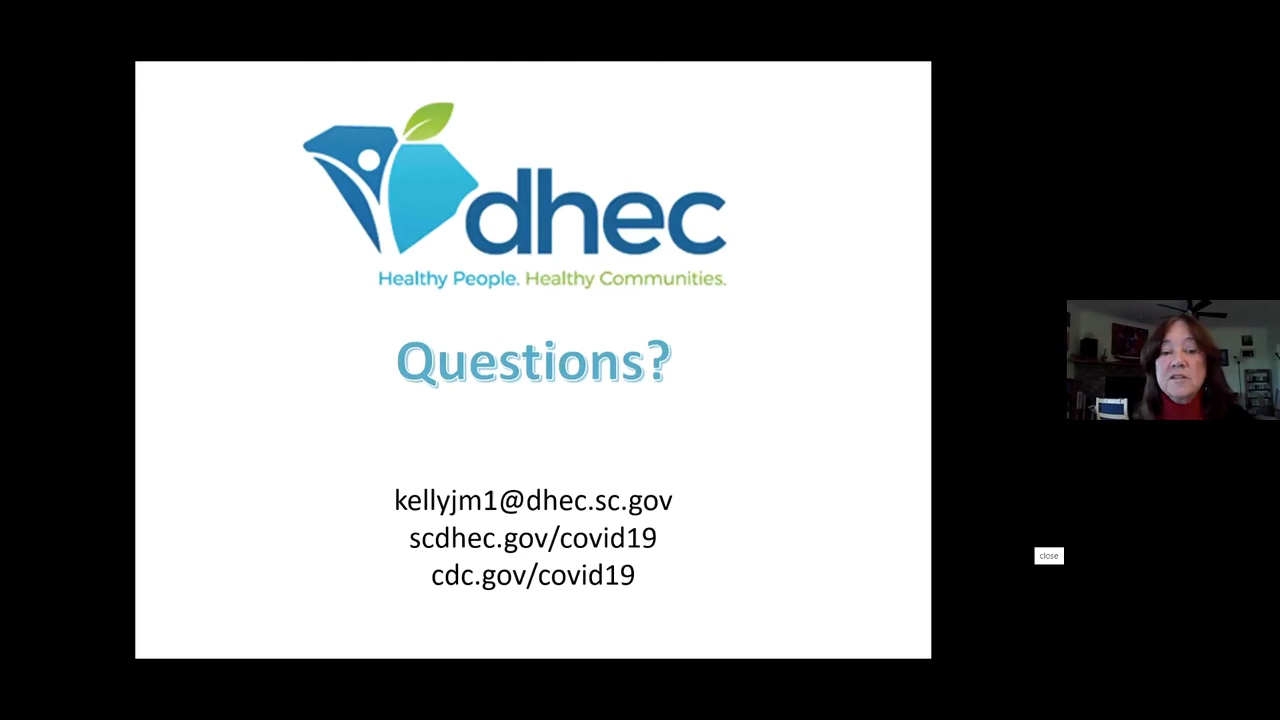 dhec
Healthy People. Healthy Communities.
Questions?
kellyjm1@dhec.sc.gov
scdhec.gov/covid19
cdc.gov/covid19
close